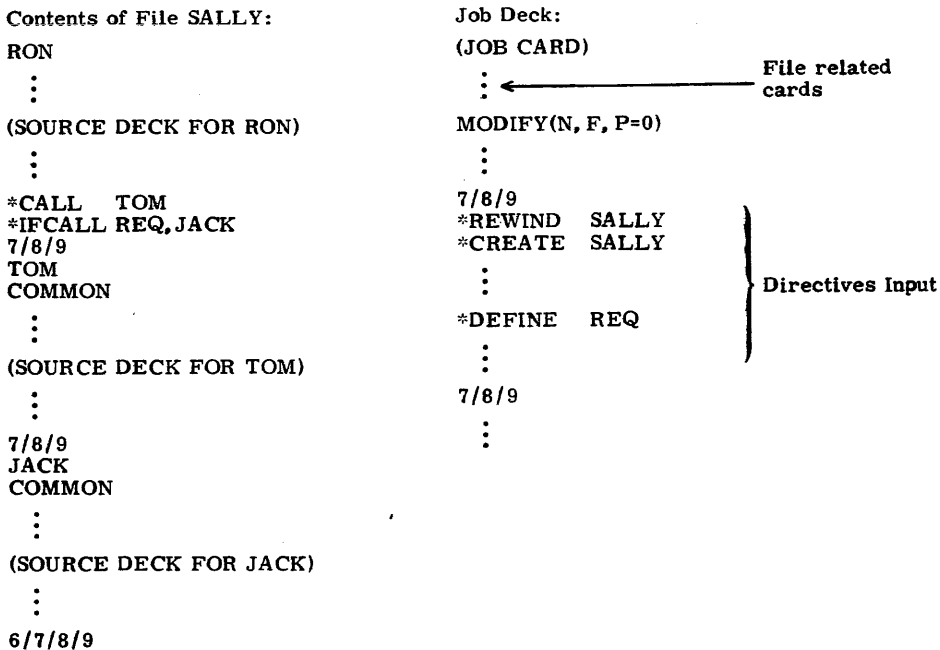 Contents of File SALLY:
RON
(SOURCE DECK FOR RON)
*CALL TOM
*IFCALL REQ,JACK
7/8/9
TOM
COMMON
(SOURCE DECK FOR TOM)
7/8/9
JACK
COMMON
(SOURCE DECK FOR JACK)
6/7/8/9
Job Deck:
(JOB CARD)
File related
cards
MODIFY(N, F, P=0)
7/8/9
*REWIND SALLY
*CREATE SALLY
Directives Input
*DEFINE REQ
7/8/9